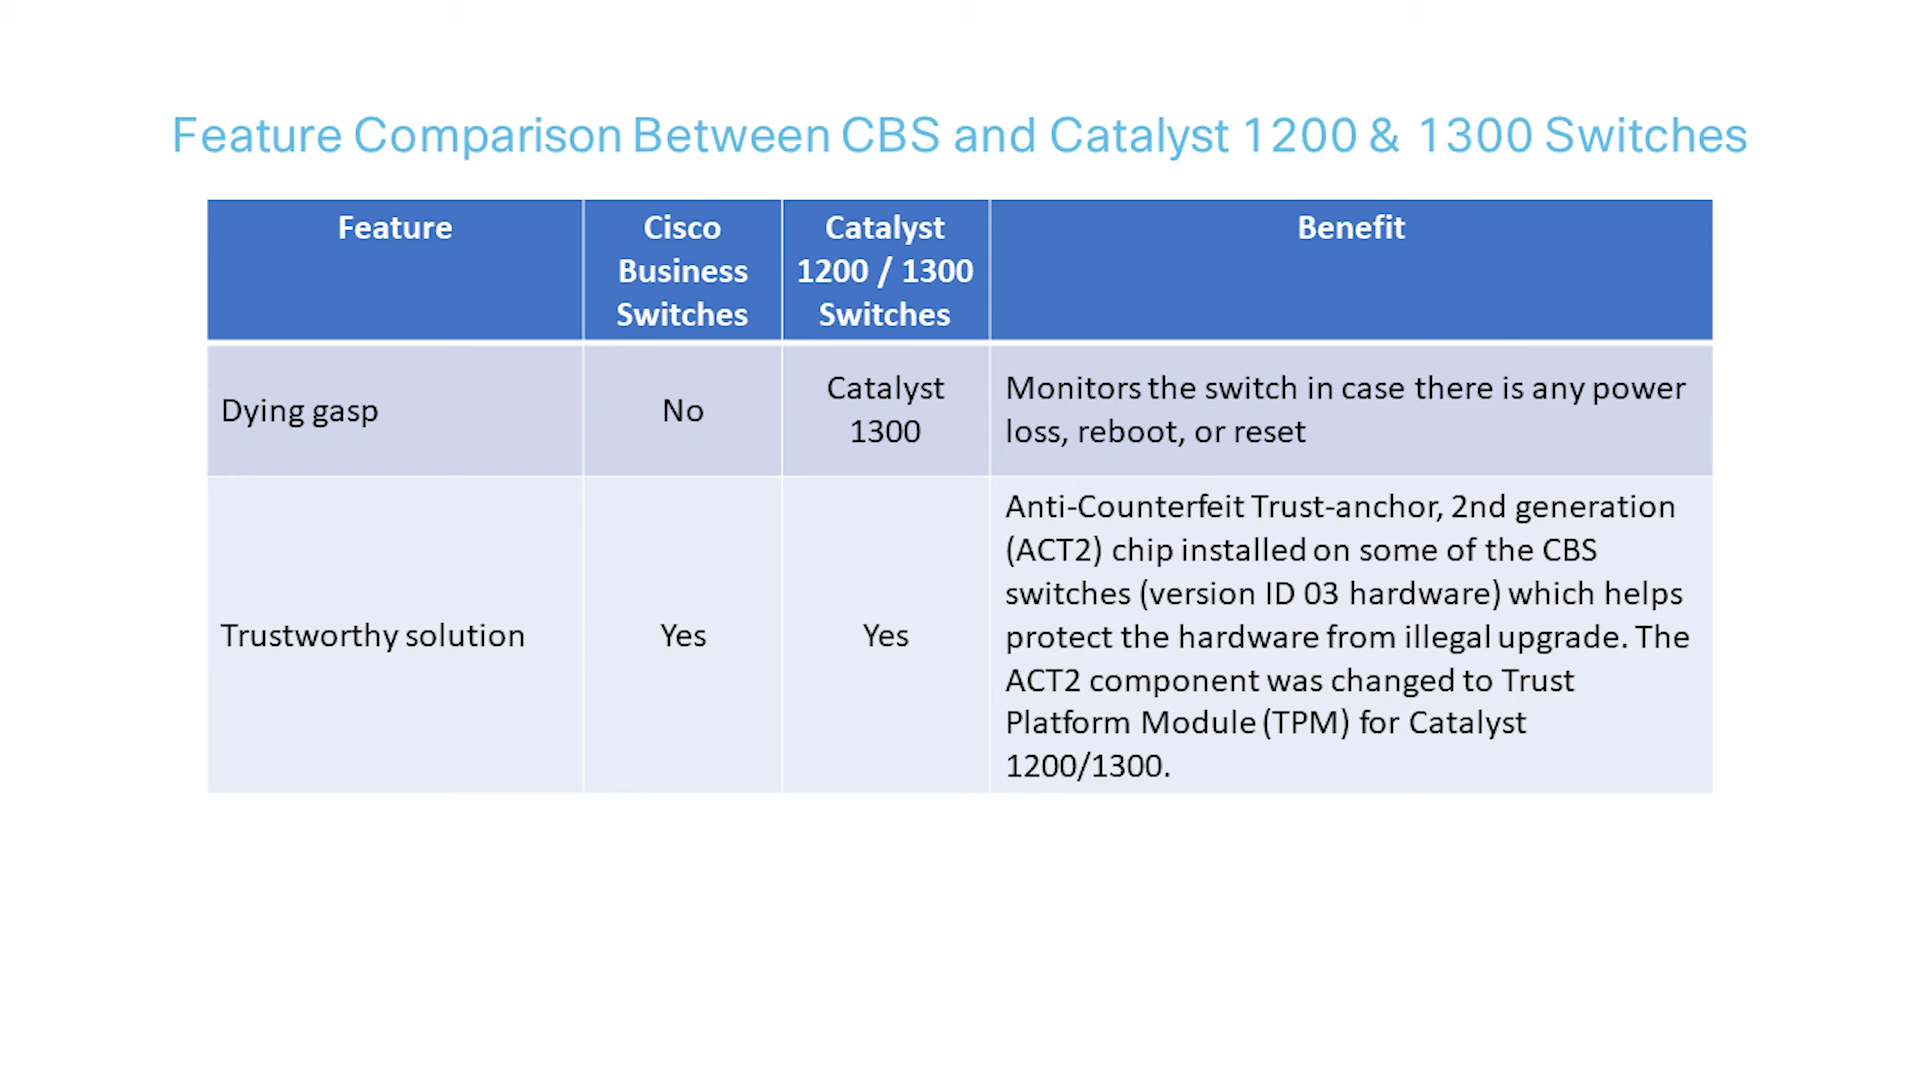 Feature Comparison Between CBS and Catalyst 1200 & 1300 Switches
Feature
Cisco
Business
Switches
Catalyst
1200 / 1300
Switches
Benefit
Dying gasp
No
Catalyst
1300
Monitors the switch in case there is any power
loss, reboot, or reset
Trustworthy solution
Yes
Yes
Anti-Counterfeit Trust-anchor, 2nd generation
(ACT2) chip installed on some of the CBS
switches (version ID 03 hardware) which helps
protect the hardware from illegal upgrade. The
ACT2 component was changed to Trust
Platform Module (TPM) for Catalyst
1200/1300.